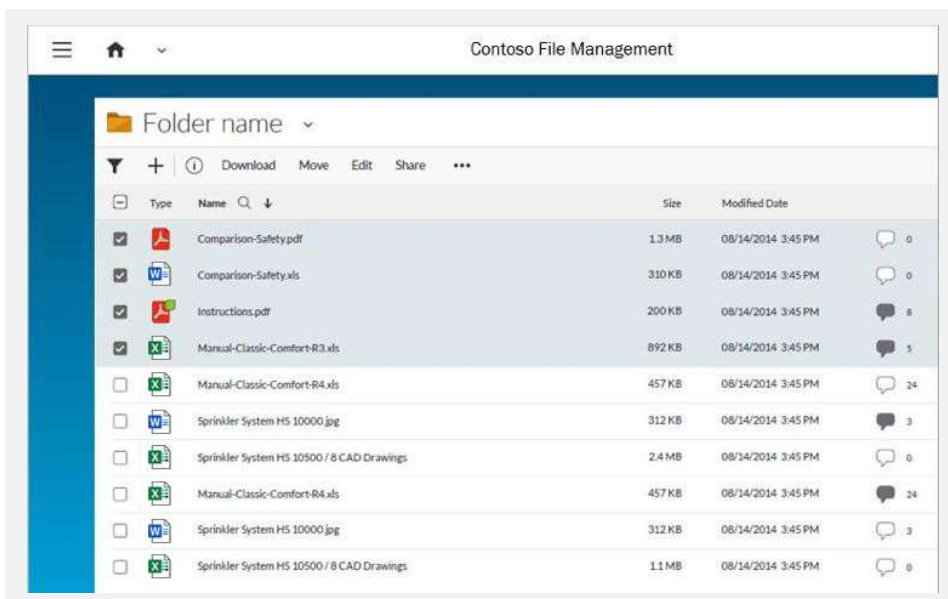 Contoso File Management
Folder name
Download Move Edit Share
Type Name Size Modified Date
Comparison-Safety.pdf 1.3 MB 08/14/2014 3:45 PM 0
Comparison-Safety.xls 310 KB 08/14/2014 3:45 PM 0
Instructions.pdf 200 KB 08/14/2014 3:45 PM 8
Manual-Classic-Comfort-R3.xls 892 KB 08/14/2014 3:45 PM 5
Manual-Classic-Comfort-R4.xls 457 KB 08/14/2014 3:45 PM 24
Sprinkler System HS 10000 jpg 312 KB 08/14/2014 3:45 PM 3
Sprinkler System HS 10500 / 8 CAD Drawings 2.4 MB 08/14/2014 3:45 PM 0
Manual-Classic-Comfort-R4.xls 457 KB 08/14/2014 3:45 PM 24
Sprinkler System HS 10000 jpg 312 KB 08/14/2014 3:45 PM 3
Sprinkler System HS 10500 / 8 CAD Drawings 1.1 MB 08/14/2014 3:45 PM 0